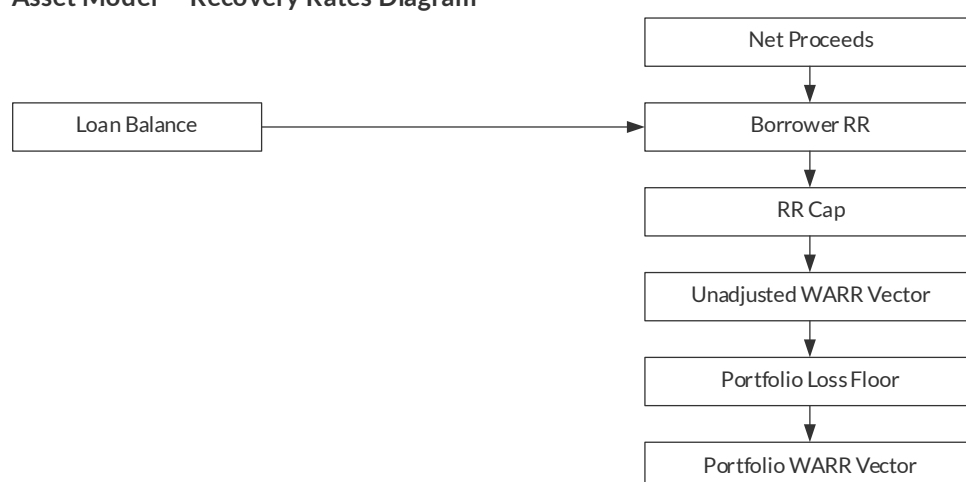 Asset Model — Recovery Rates Diagram
Net Proceeds
Loan Balance
Borrower RR
RR Cap
Unadjusted WARR Vector
Portfolio Loss Floor
Portfolio WARR Vector